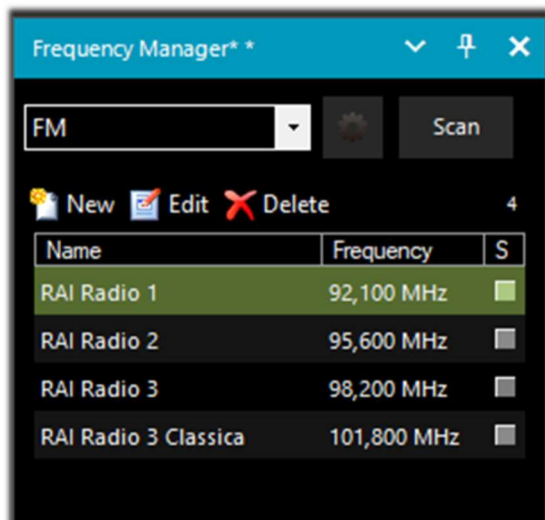 Frequency Manager* *
FM Scan
New Edit Delete 4
Name Frequency S
RAI Radio 1 92,100 MHz
RAI Radio 2 95,600 MHz
RAI Radio 3 98,200 MHz
RAI Radio 3 Classica 101,800 MHz